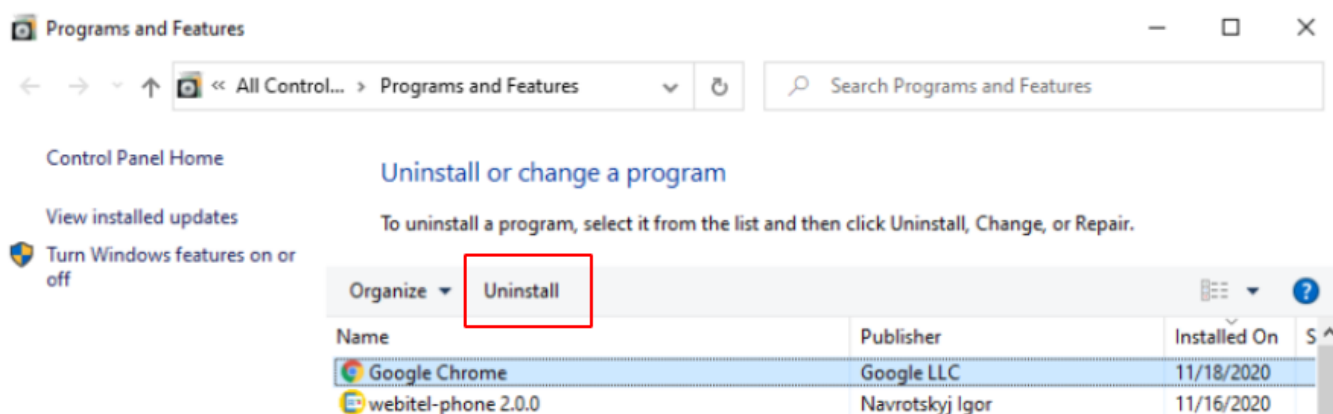 Programs and Features
« All Control... > Programs and Features
Search Programs and Features
Control Panel Home
View installed updates
Turn Windows features on or
off
Uninstall or change a program
To uninstall a program, select it from the list and then click Uninstall, Change, or Repair.
Organize Uninstall
Name Publisher Installed On S
Google Chrome Google LLC 11/18/2020
webitel-phone 2.0.0 Navrotskyj Igor 11/16/2020